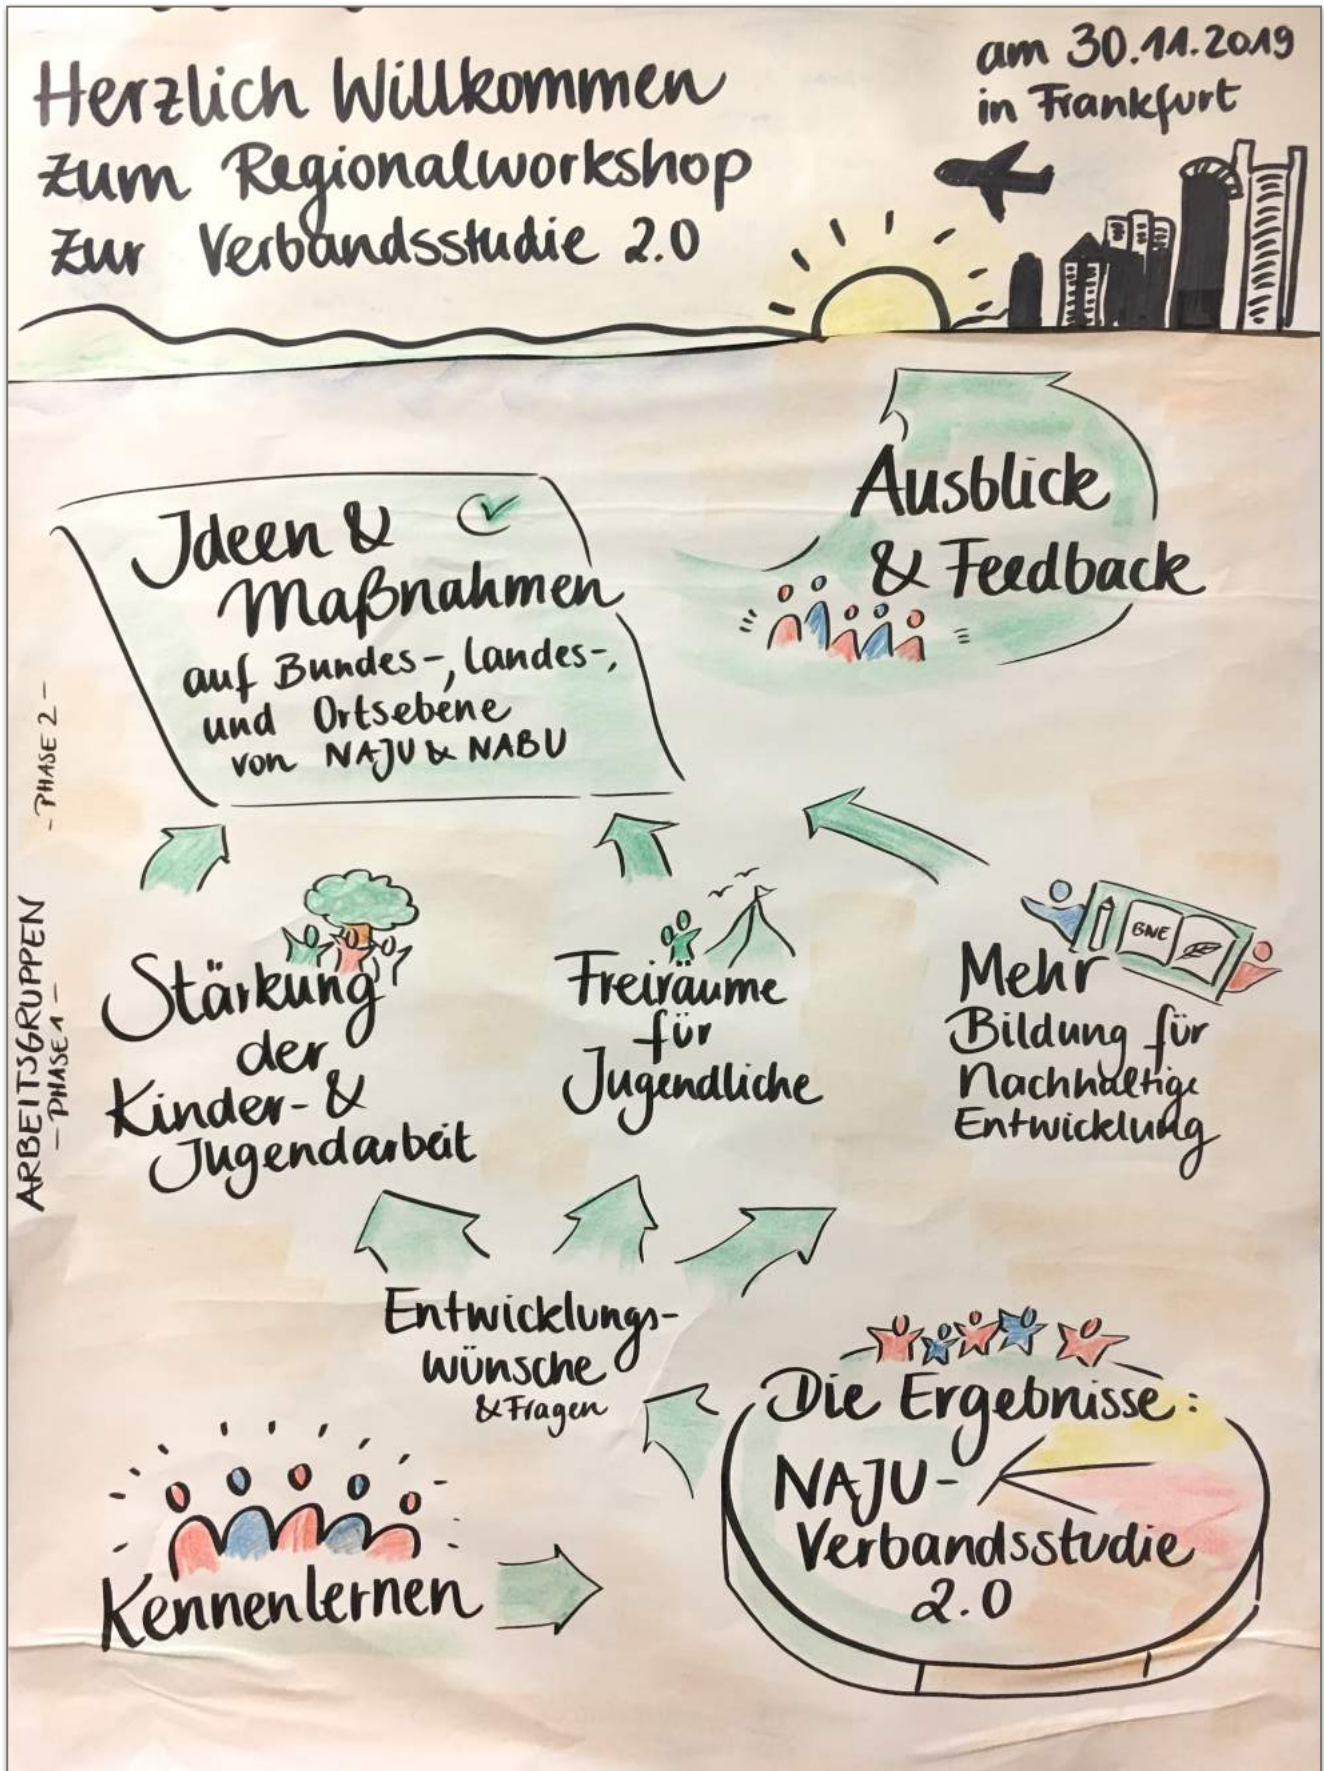 Herzlich Willkommen
zum Regionalworkshop
zur Verbandsstudie 2.0
am 30.11.2019
in Frankfurt
Ausblick
& Feedback
Ideen &
Maßnahmen
auf Bundes-, Landes-,
und Ortsebene
von NAJU & NABU
ARBEITSGRUPPEN
- PHASE 1 -
- PHASE 2 -
Stärkung
der
Kinder- &
Jugendarbeit
Freiräume
für
Jugendliche
BNE
Mehr
Bildung für
Nachhaltige
Entwicklung
Entwicklungs-
wünsche
& Fragen
Die Ergebnisse:
NAJU-
Verbandsstudie
2.0
Kennenlernen